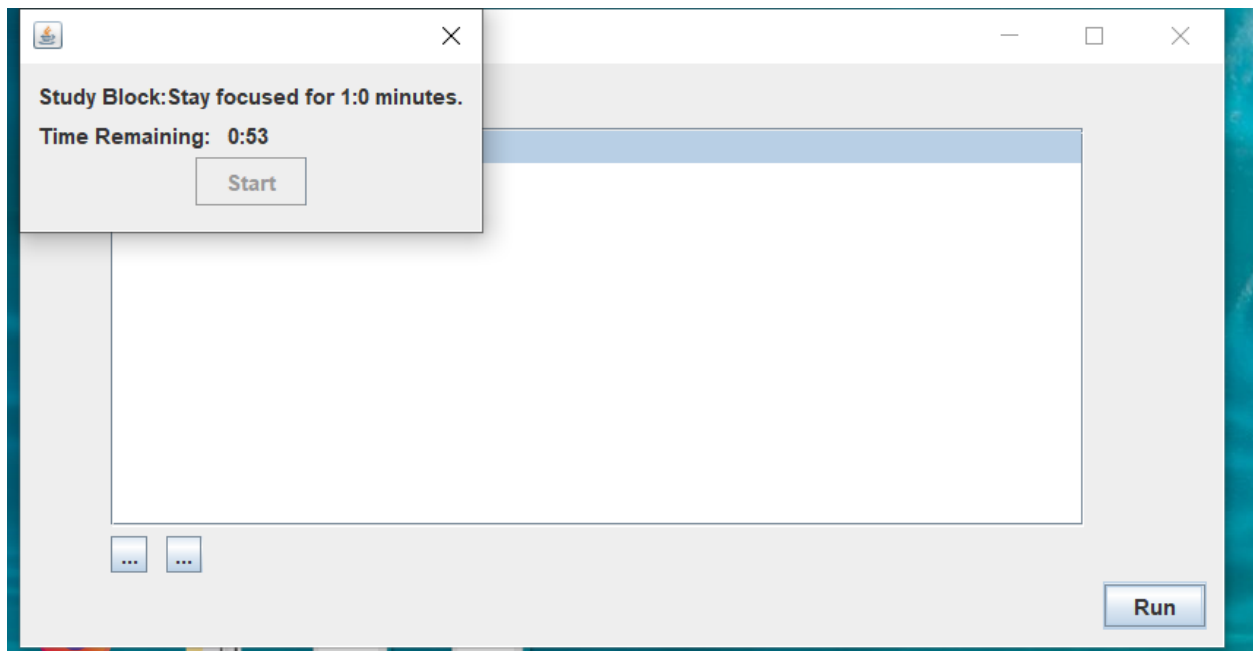 Study Block:Stay focused for 1:0 minutes.
Time Remaining: 0:53
Start
... ...
Run